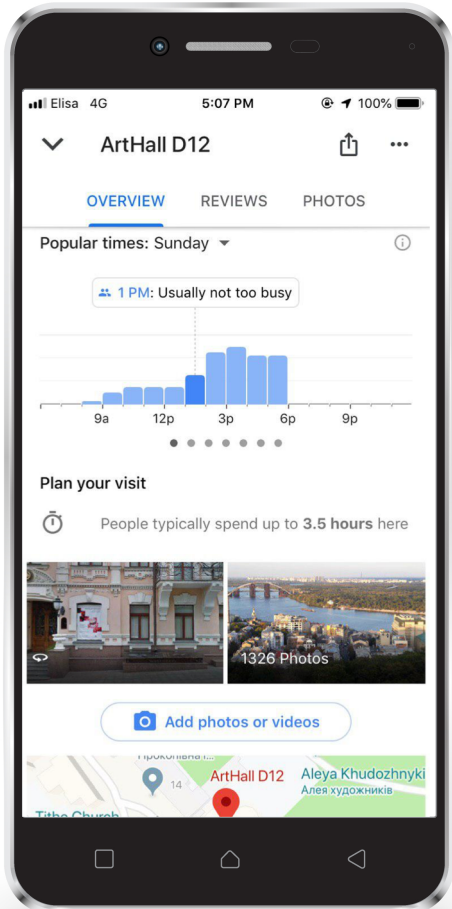 Elisa 4G 5:07 PM 100%
ArtHall D12
OVERVIEW REVIEWS PHOTOS
Popular times: Sunday
1 PM: Usually not too busy
9a 12p 3p 6p 9p
Plan your visit
People typically spend up to 3.5 hours here
1326 Photos
Add photos or videos
14
ArtHall D12
Aleya Khudozhnyki
Алея художників
Tithe Church